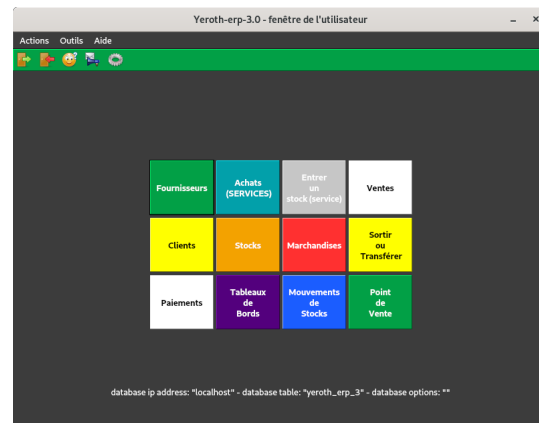 Yeroth-erp-3.0 - fenêtre de l'utilisateur
Actions Outils Aide
Fournisseurs
Achats
(SERVICES)
Entrer
un
stock (service)
Ventes
Clients
Stocks
Marchandises
Sortir
ou
Transférer
Paiements
Tableaux
de
Bords
Mouvements
de
Stocks
Point
de
Vente
database ip address: "localhost" - database table: "yeroth_erp_3" - database options: ""